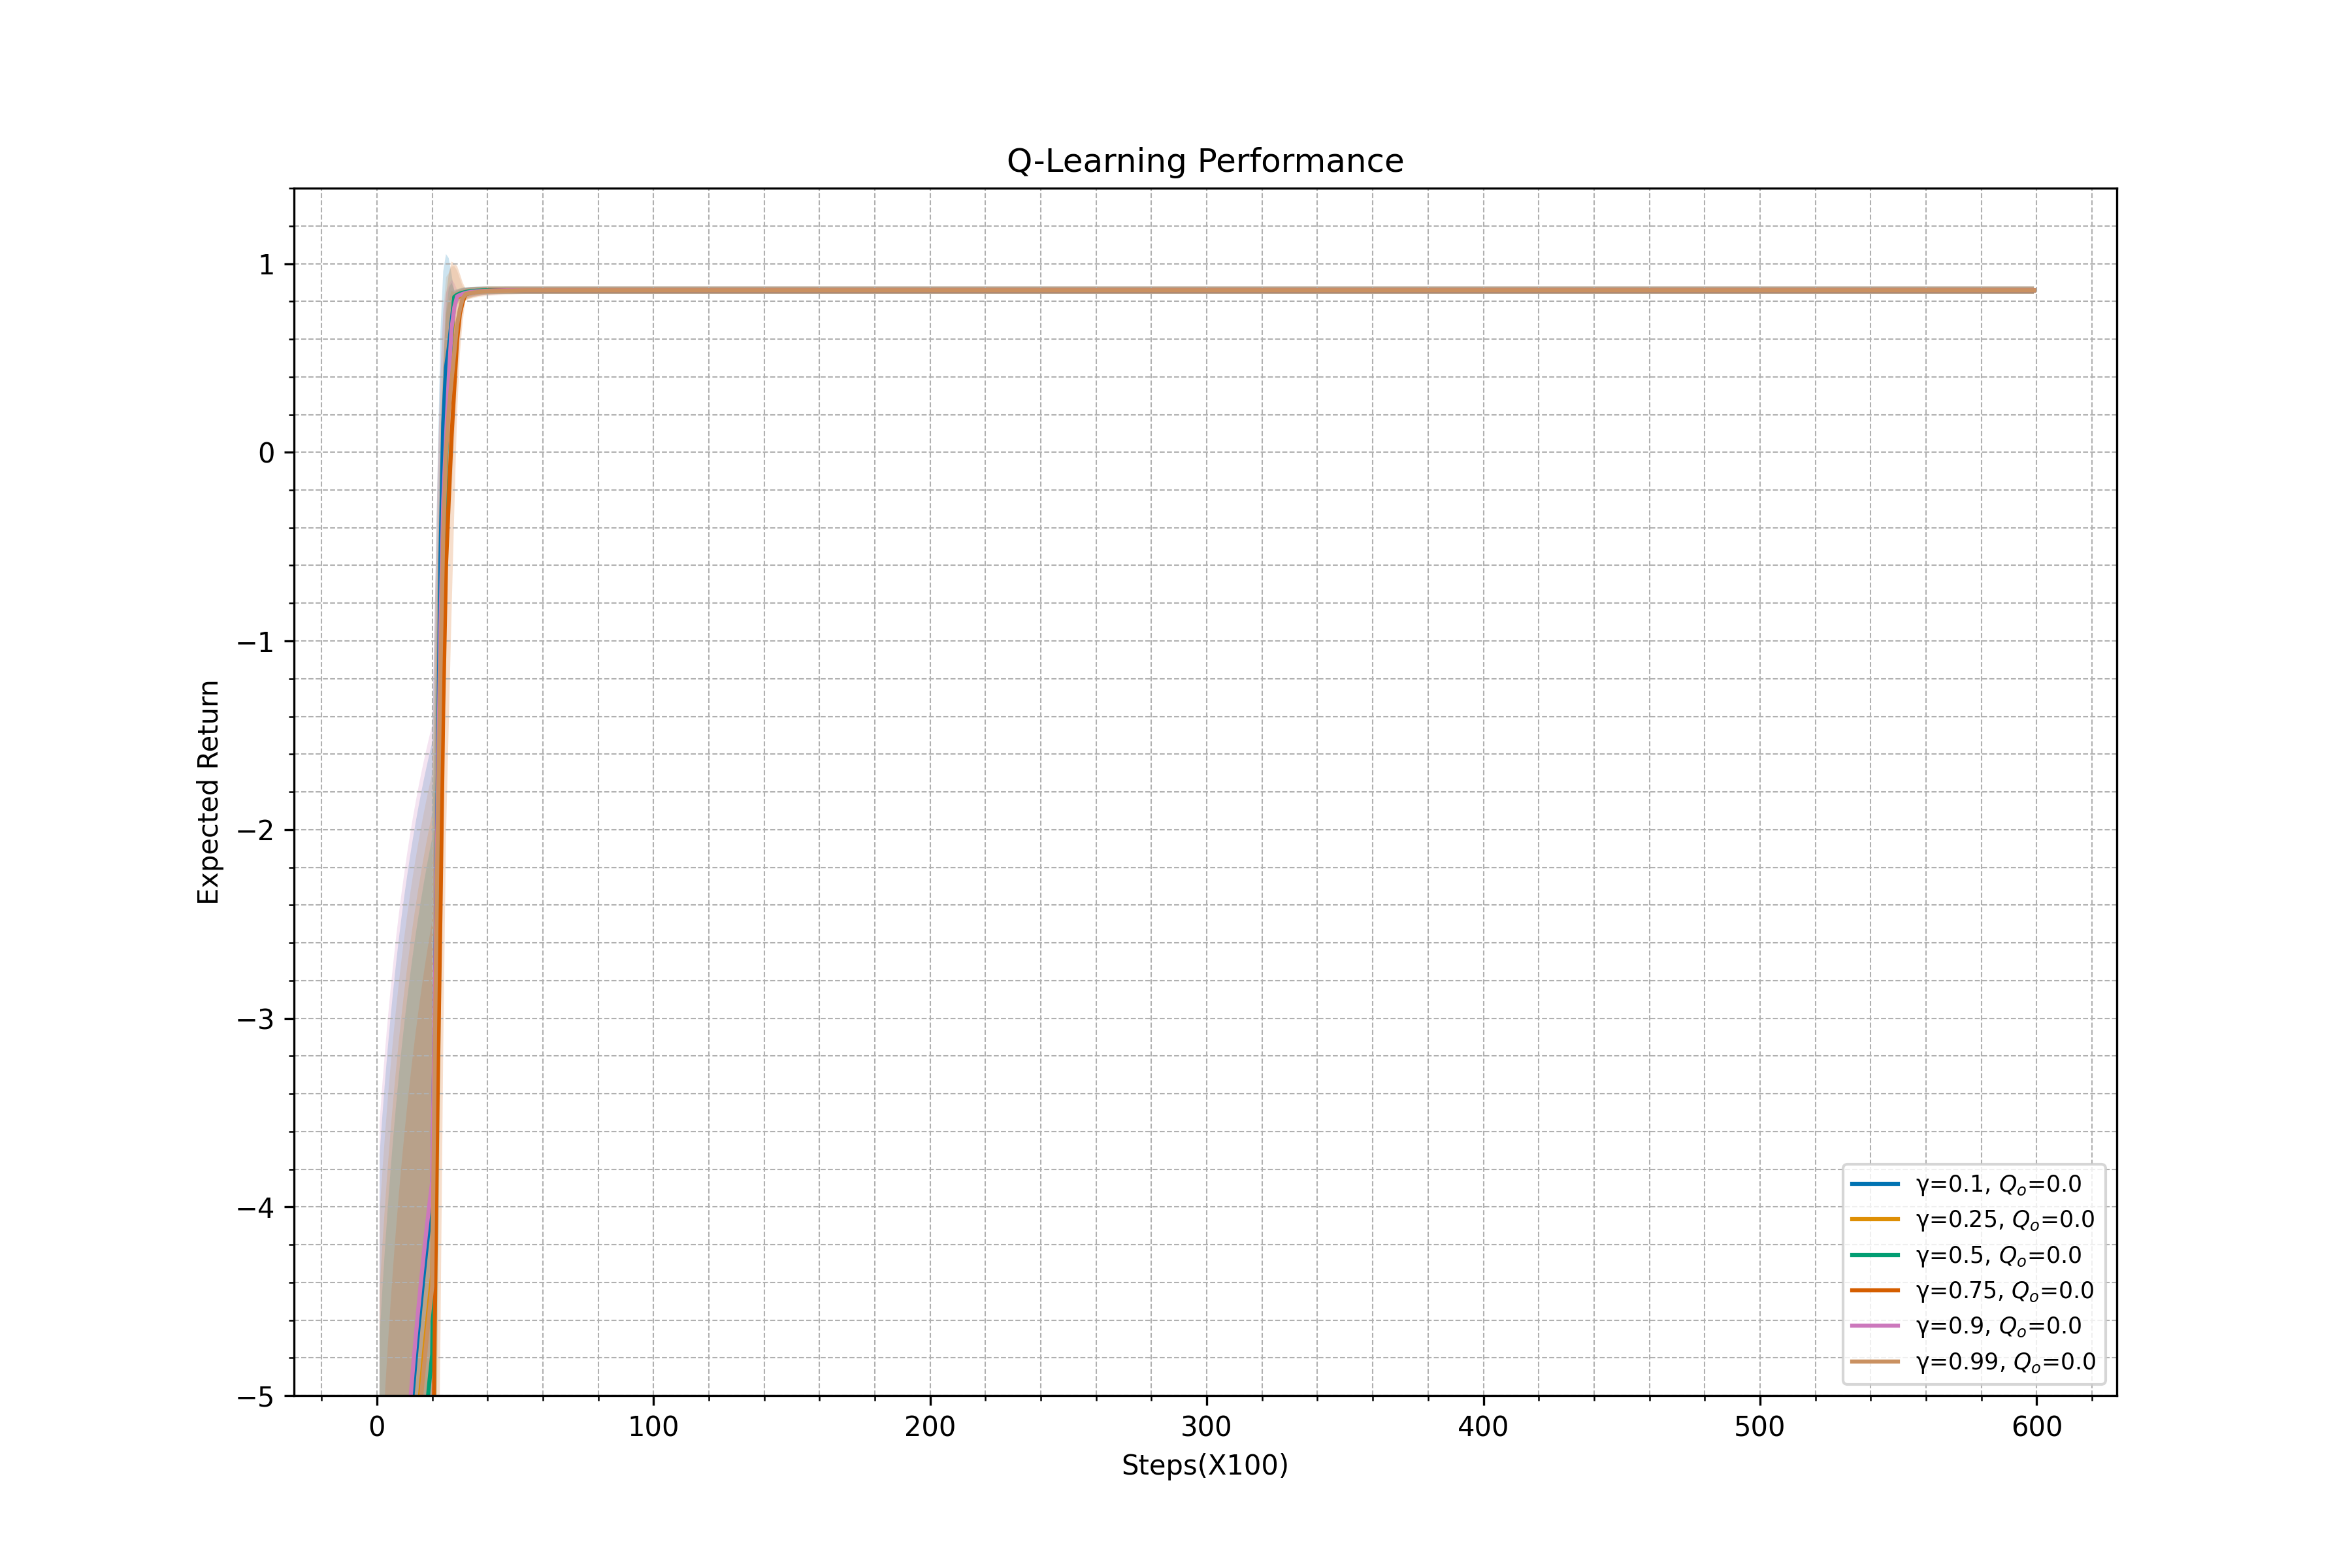 Q-Learning Performance
Expected Return
1
0
−1
−2
−3
−4
−5
0 100 200 300 400 500 600
Steps(X100)
γ=0.1, Qo=0.0
γ=0.25, Qo=0.0
γ=0.5, Qo=0.0
γ=0.75, Qo=0.0
γ=0.9, Qo=0.0
γ=0.99, Qo=0.0